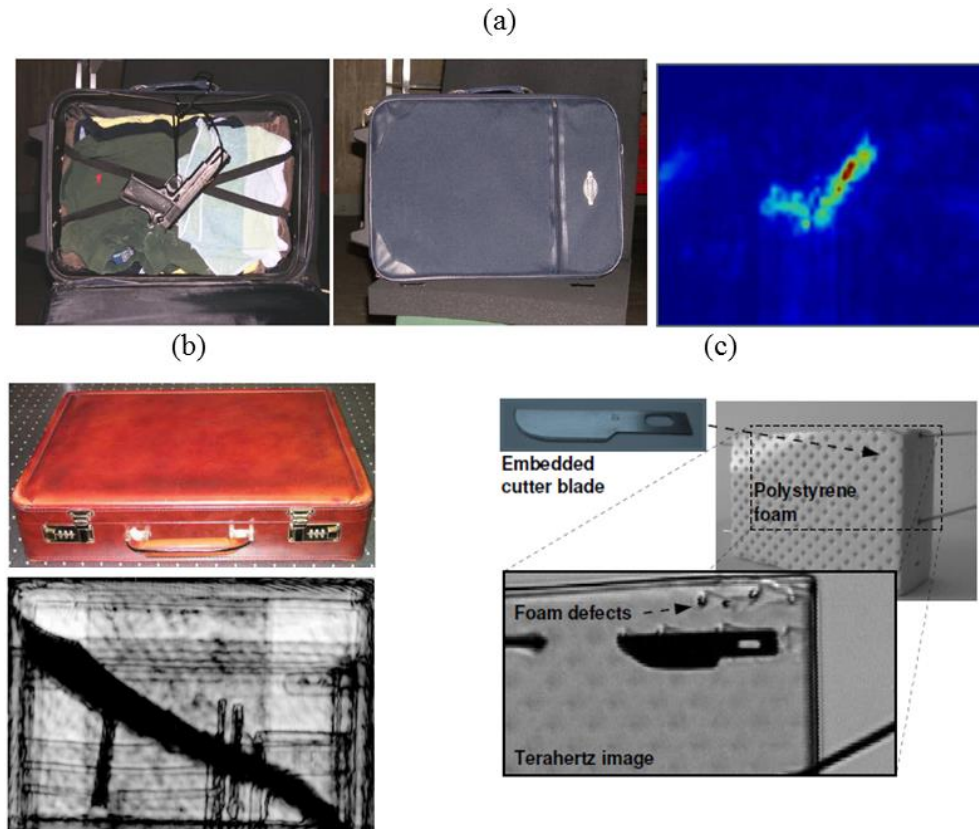 (a)
(b)
(c)
Embedded
cutter blade
Polystyrene
foam
Foam defects
Terahertz image